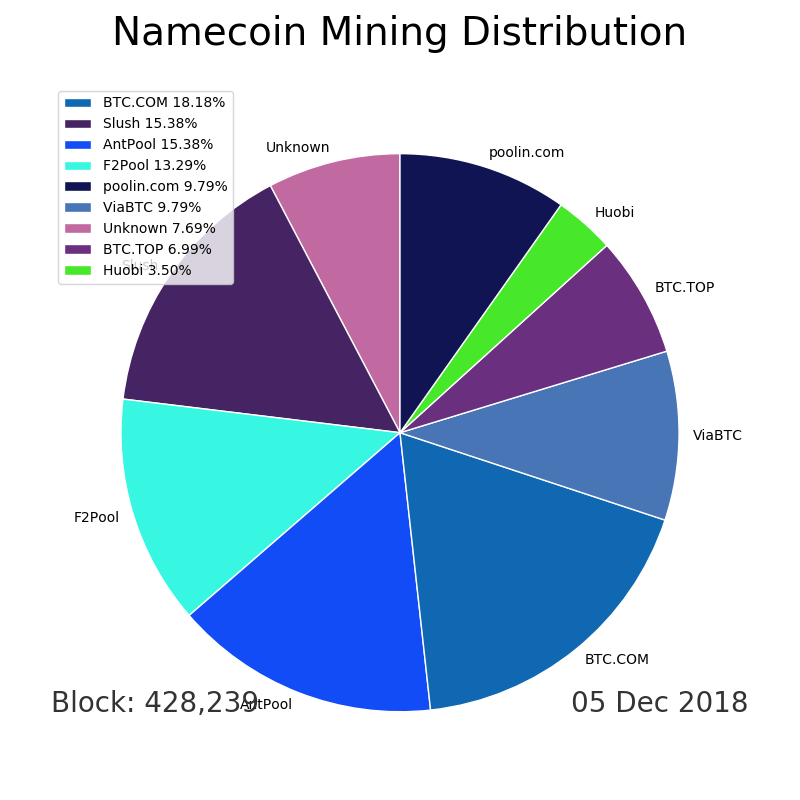 Namecoin Mining Distribution
BTC.COM 18.18%
Slush 15.38%
AntPool 15.38%
F2Pool 13.29%
poolin.com 9.79%
ViaBTC 9.79%
Unknown 7.69%
BTC.TOP 6.99%
Huobi 3.50%
Unknown
poolin.com
Huobi
Slush
BTC.TOP
ViaBTC
F2Pool
BTC.COM
AntPool
Block: 428,239
05 Dec 2018